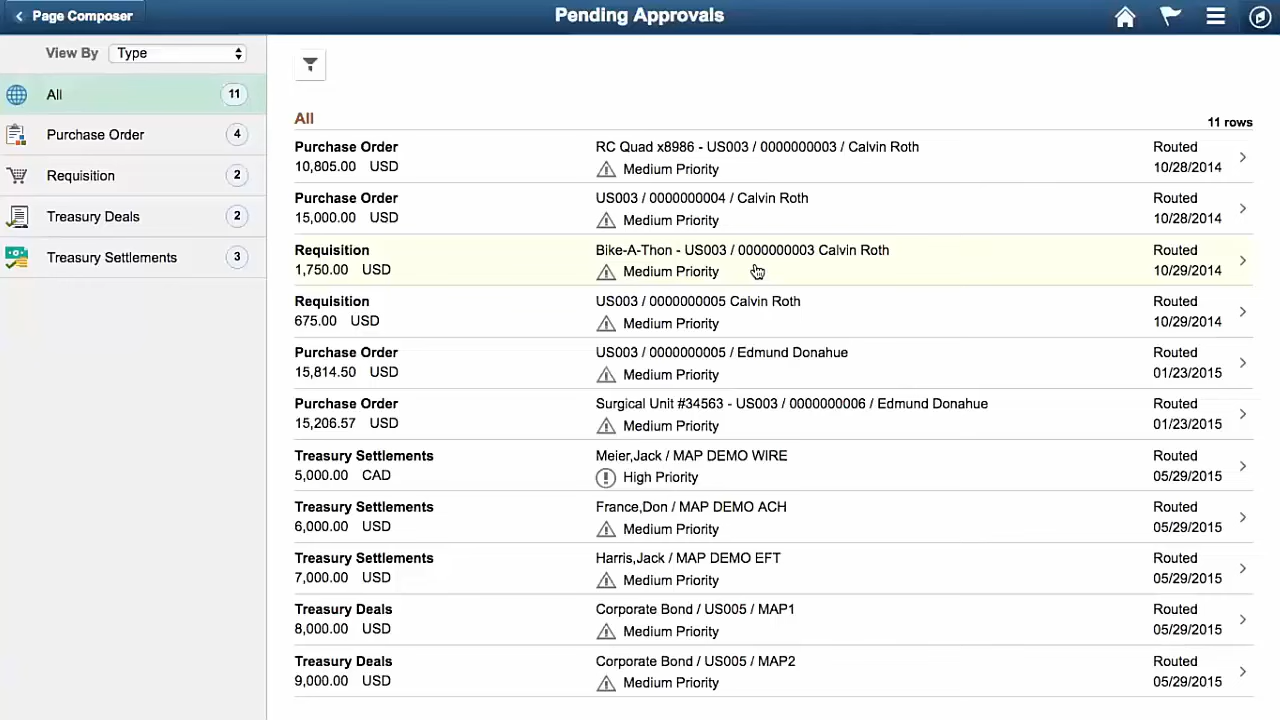 Page Composer
Pending Approvals
View By Type
All 11
Purchase Order 4
Requisition 2
Treasury Deals 2
Treasury Settlements 3
All
11 rows
Purchase Order RC Quad x8986 - US003 / 0000000003 / Calvin Roth Routed
10,805.00 USD Medium Priority 10/28/2014
Purchase Order US003 / 0000000004 / Calvin Roth Routed
15,000.00 USD Medium Priority 10/28/2014
Requisition Bike-A-Thon - US003 / 0000000003 Calvin Roth Routed
1,750.00 USD Medium Priority 10/29/2014
Requisition US003 / 0000000005 Calvin Roth Routed
675.00 USD Medium Priority 10/29/2014
Purchase Order US003 / 0000000005 / Edmund Donahue Routed
15,814.50 USD Medium Priority 01/23/2015
Purchase Order Surgical Unit #34563 - US003 / 0000000006 / Edmund Donahue Routed
15,206.57 USD Medium Priority 01/23/2015
Treasury Settlements Meier,Jack / MAP DEMO WIRE Routed
5,000.00 CAD High Priority 05/29/2015
Treasury Settlements France,Don / MAP DEMO ACH Routed
6,000.00 USD Medium Priority 05/29/2015
Treasury Settlements Harris,Jack / MAP DEMO EFT Routed
7,000.00 USD Medium Priority 05/29/2015
Treasury Deals Corporate Bond / US005 / MAP1 Routed
8,000.00 USD Medium Priority 05/29/2015
Treasury Deals Corporate Bond / US005 / MAP2 Routed
9,000.00 USD Medium Priority 05/29/2015